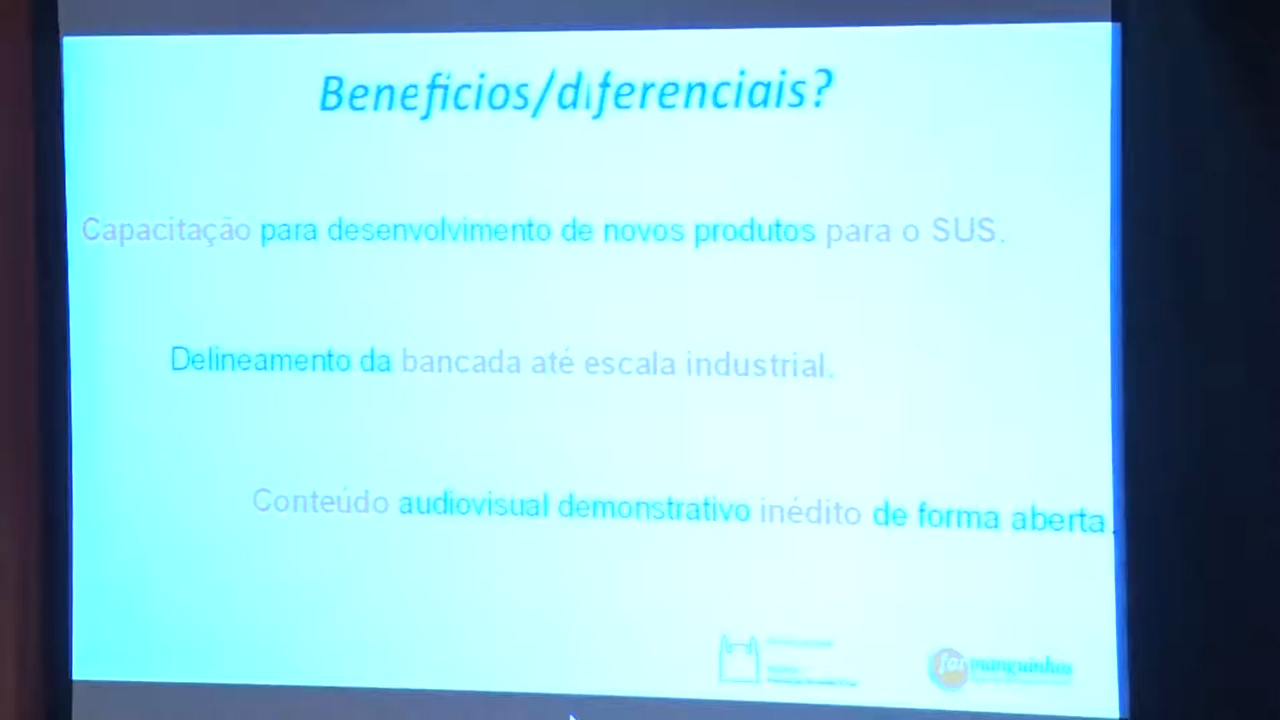 Benefícios/diferenciais?
Capacitação para desenvolvimento de novos produtos para o SUS.
Delineamento da bancada até escala industrial.
Conteúdo audiovisual demonstrativo inédito de forma aberta.
far manguinhos